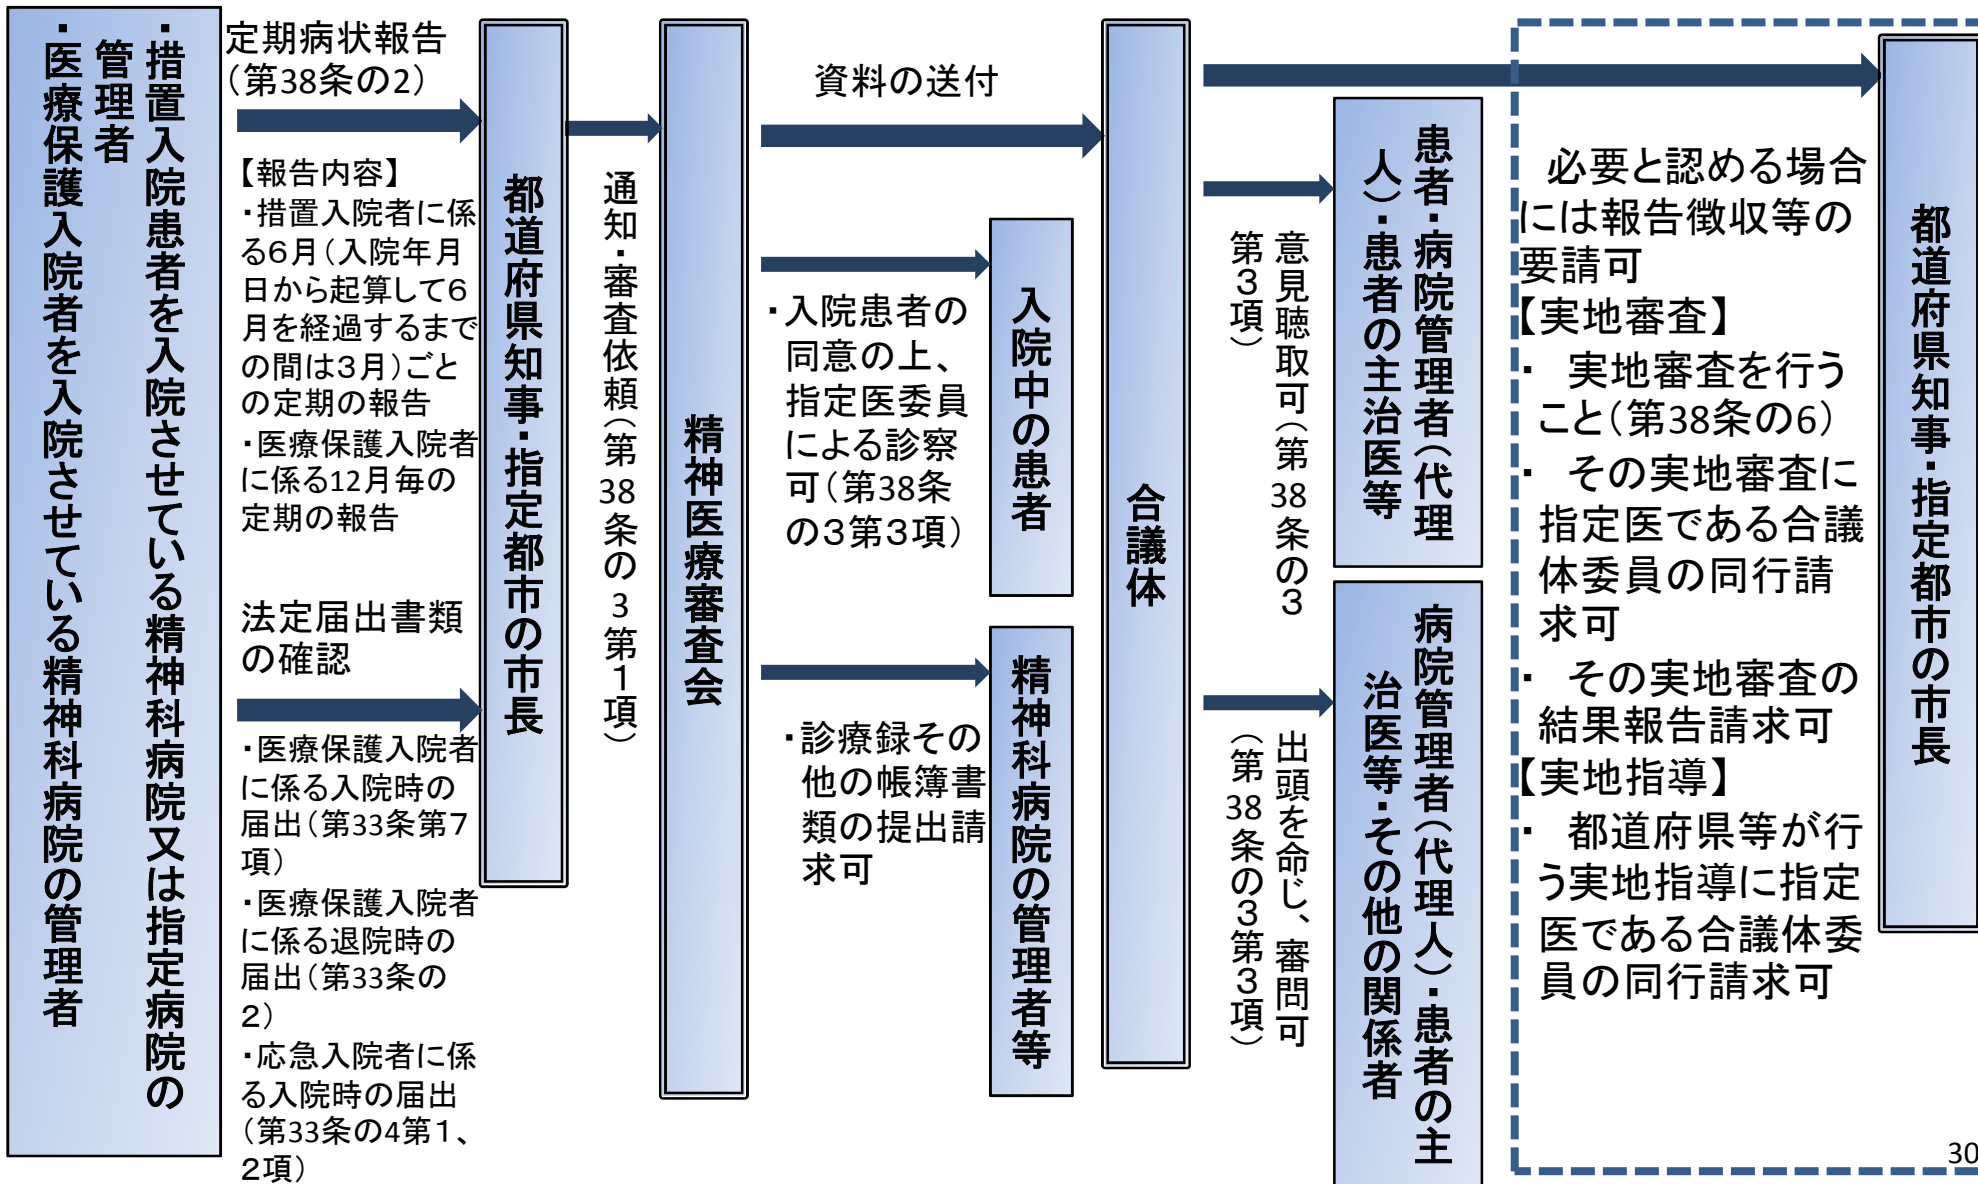 ・措置入院患者を入院させている精神科病院又は指定病院の
管理者
・医療保護入院者を入院させている精神科病院の管理者
定期病状報告
（第38条の2）
【報告内容】
・措置入院者に係
る6月（入院年月
日から起算して6
月を経過するまで
の間は3月）ごと
の定期の報告
・医療保護入院者
に係る12月毎の
定期の報告
法定届出書類
の確認
・医療保護入院者
に係る入院時の
届出（第33条第7
項）
・医療保護入院者
に係る退院時の
届出（第33条の
2）
・応急入院者に係
る入院時の届出
（第33条の4第1、
2項）
都道府県知事・指定都市の市長
通知・審査依頼（第38条の3第1項）
精神医療審査会
資料の送付
・入院患者の
同意の上、
指定医委員
による診察
可（第38条
の3第3項）
入院中の患者
・診療録その
他の帳簿書
類の提出請
求可
精神科病院の管理者等
合議体
意見聴取可（第38条の3
第3項）
患者・病院管理者（代理
人）・患者の主治医等
出頭を命じ、審問可
（第38条の3第3項）
病院管理者（代理人）・患者の主
治医等・その他の関係者
必要と認める場合
には報告徴収等の
要請可
【実地審査】
・ 実地審査を行う
こと（第38条の6）
・ その実地審査に
指定医である合議
体委員の同行請
求可
・ その実地審査の
結果報告請求可
【実地指導】
・ 都道府県等が行
う実地指導に指定
医である合議体委
員の同行請求可
都道府県知事・指定都市の市長
30